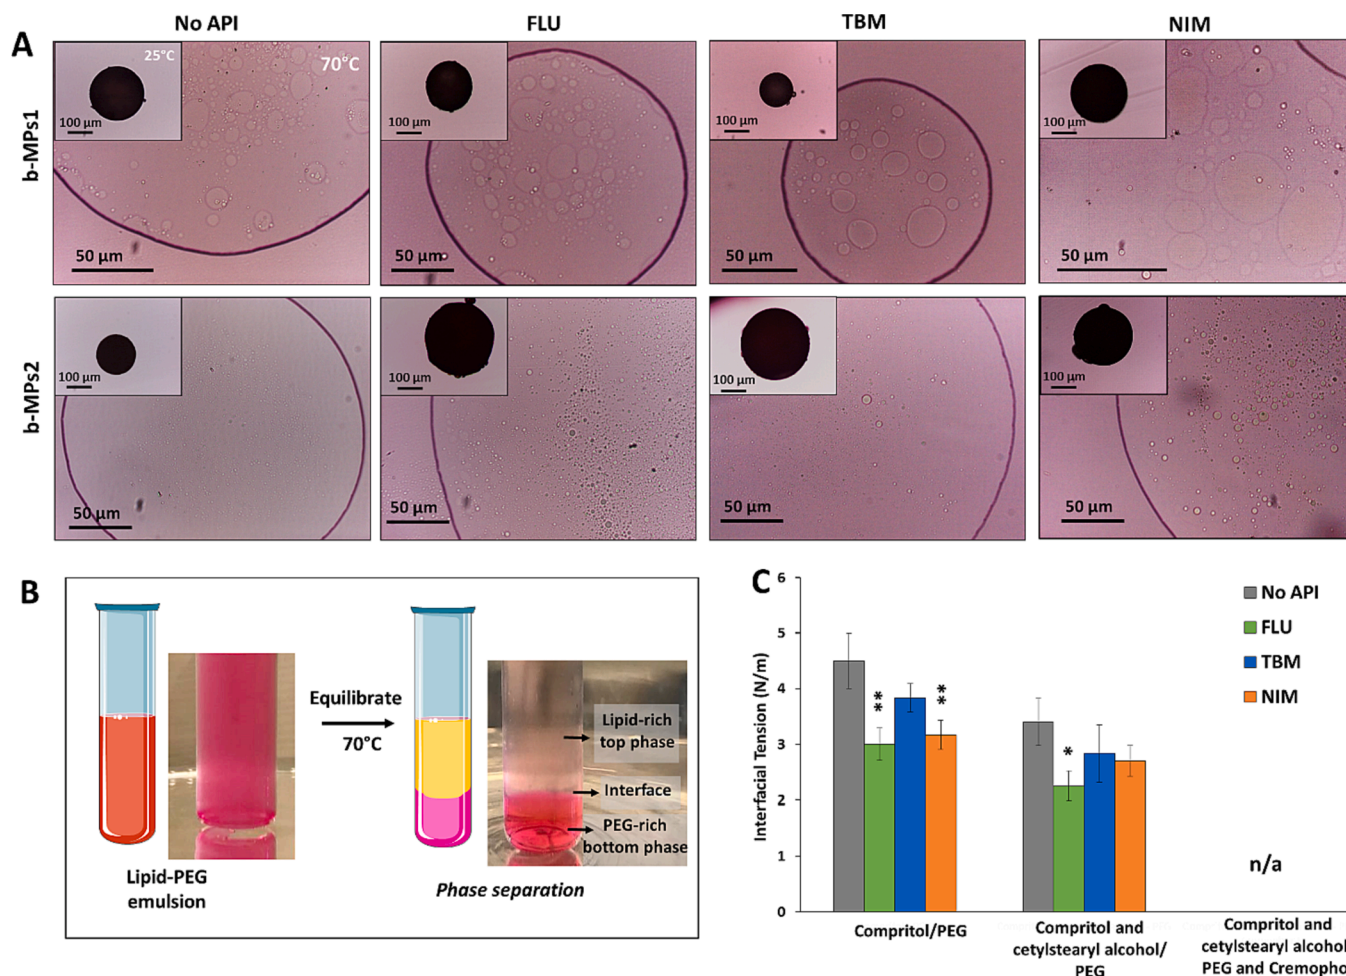 No API
FLU
TBM
NIM
A
b-MPs1
25°C
70°C
100 µm
50 µm
100 µm
50 µm
100 µm
50 µm
100 µm
50 µm
b-MPs2
100 µm
50 µm
100 µm
50 µm
100 µm
50 µm
100 µm
50 µm
B
Equilibrate
70°C
Lipid-PEG
emulsion
Phase separation
Lipid-rich
top phase
Interface
PEG-rich
bottom phase
C
Interfacial Tension (N/m)
6
5
4
3
2
1
0
**
**
*
No API
FLU
TBM
NIM
n/a
Compritol/PEG
Compritol and
cetylstearyl alcohol/
PEG
Compritol and
cetylstearyl alcohol
PEG and Cremopho